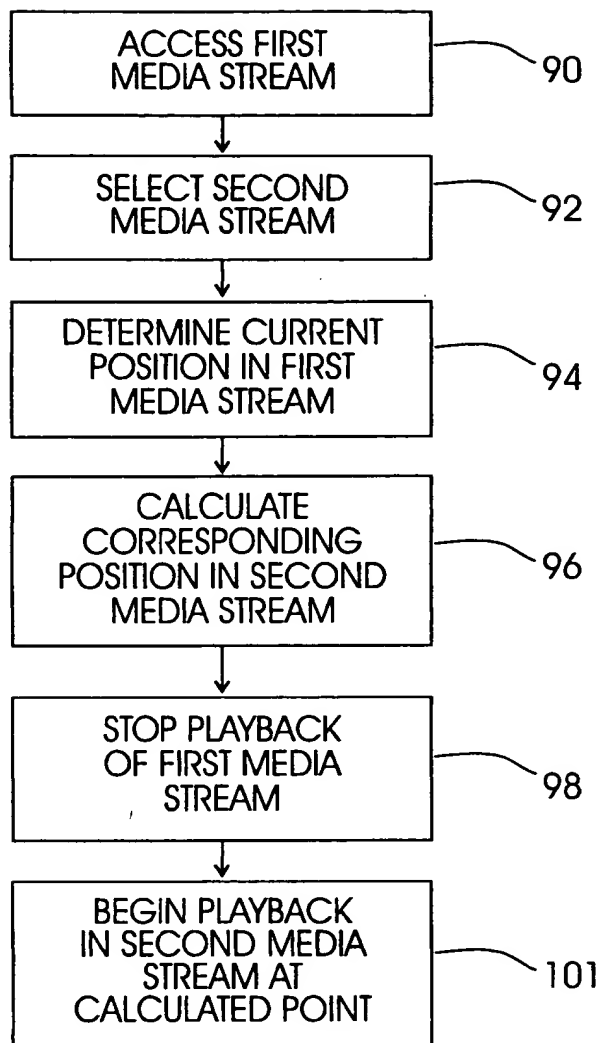 ACCESS FIRST
MEDIA STREAM
90
SELECT SECOND
MEDIA STREAM
92
DETERMINE CURRENT
POSITION IN FIRST
MEDIA STREAM
94
CALCULATE
CORRESPONDING
POSITION IN SECOND
MEDIA STREAM
96
STOP PLAYBACK
OF FIRST MEDIA
STREAM
98
BEGIN PLAYBACK
IN SECOND MEDIA
STREAM AT
CALCULATED POINT
101